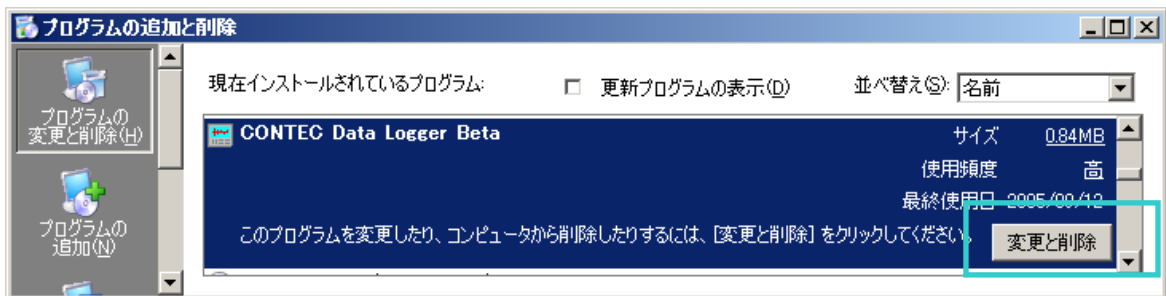 プログラムの追加と削除
現在インストールされているプログラム:
更新プログラムの表示(D)
並べ替え(S):
名前
プログラムの
変更と削除(H)
CONTEC Data Logger Beta
サイズ
0.84MB
使用頻度
高
最終使用日
2005/09/12
プログラムの
追加(N)
このプログラムを変更したり、コンピュータから削除したりするには、[変更と削除] をクリックしてください。
変更と削除